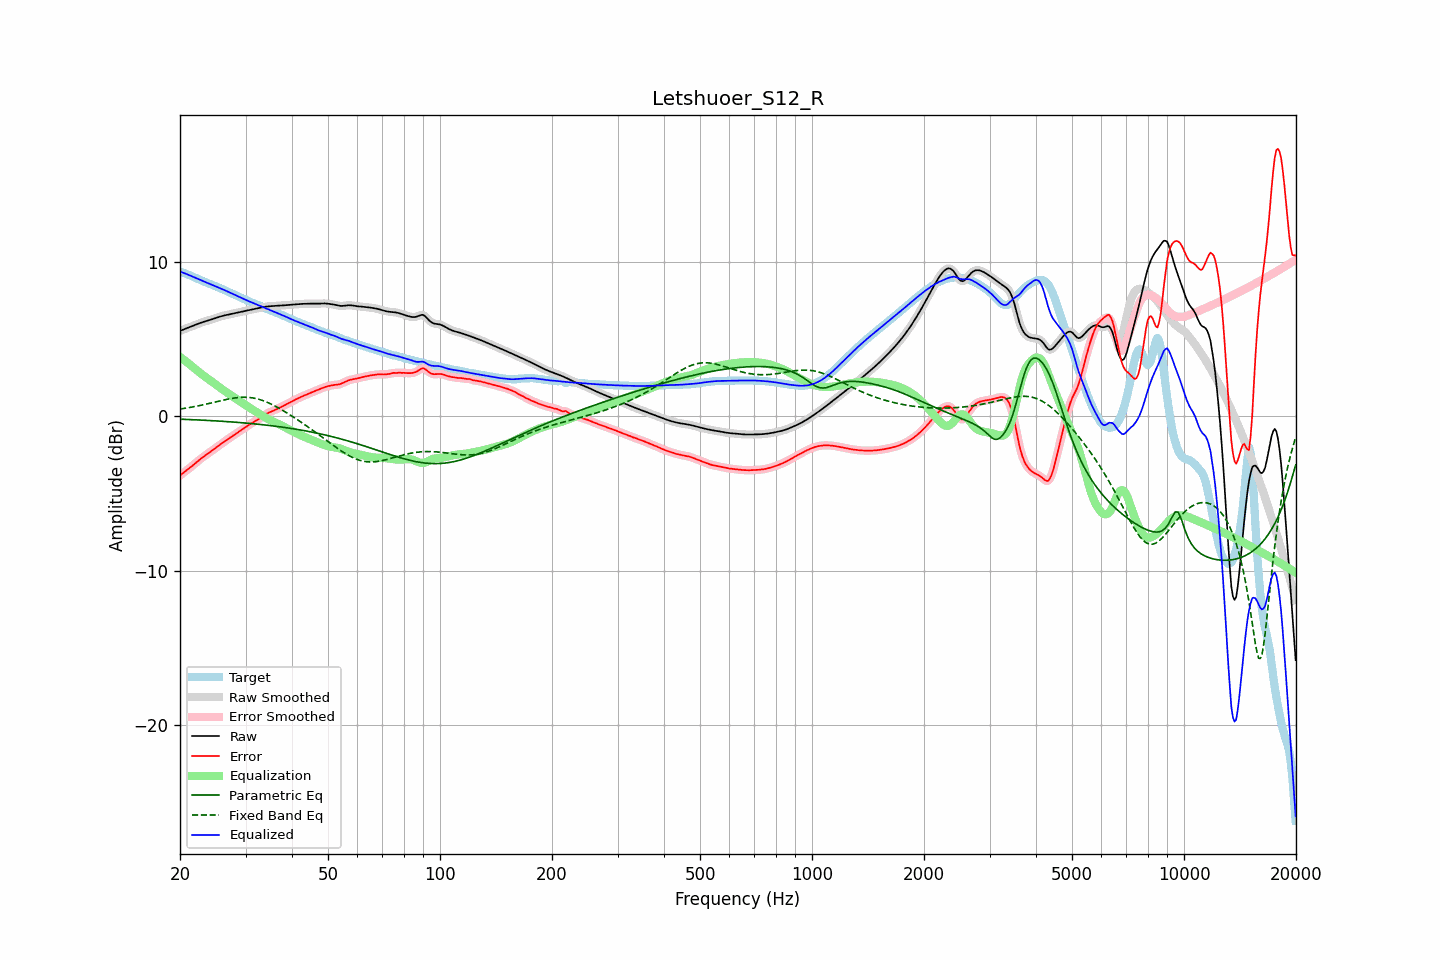 Letshuoer_S12_R
Amplitude (dBr)
10
0
−10
−20
Target
Raw Smoothed
Error Smoothed
Raw
Error
Equalization
Parametric Eq
Fixed Band Eq
Equalized
20 50 100 200 500 1000 2000 5000 10000 20000
Frequency (Hz)